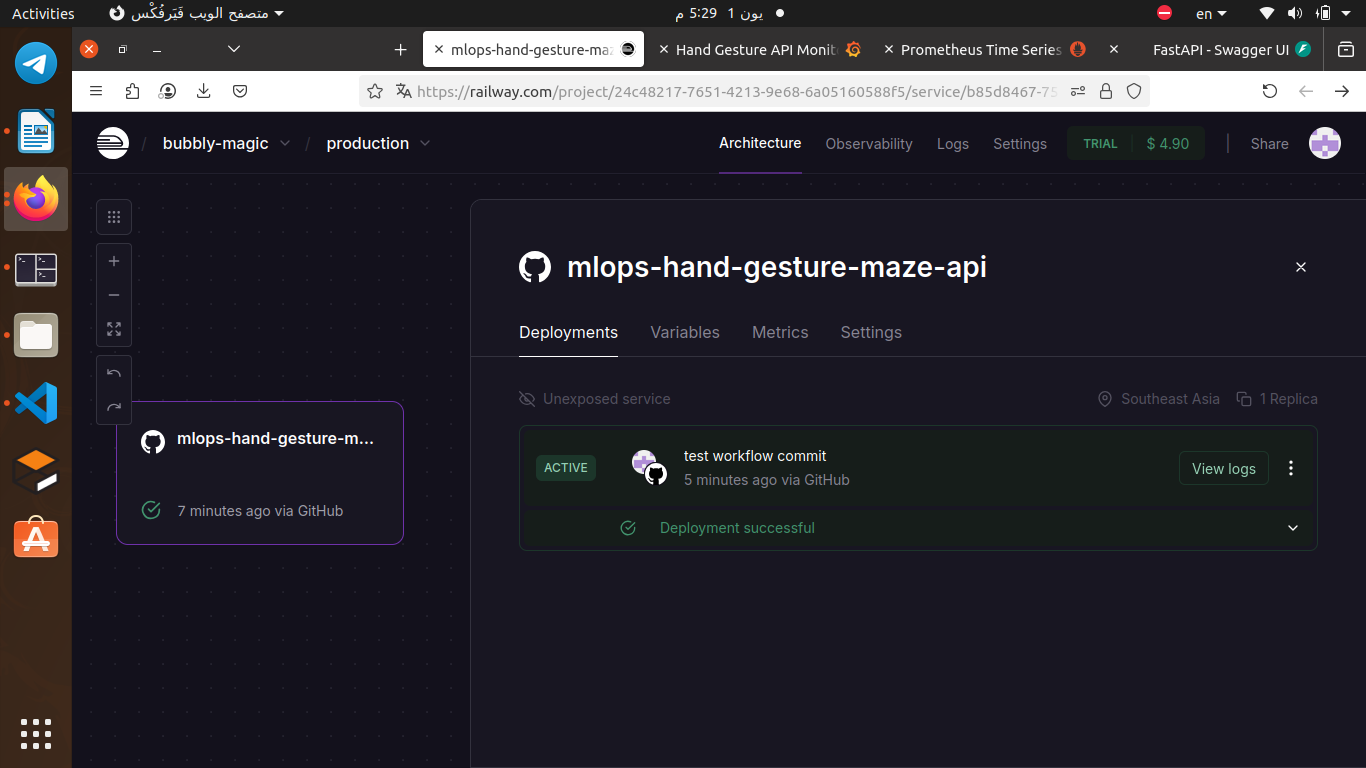 Activities
متصفح الويب فَيَرفُكْس
يون 1 5:29 م
en
mlops-hand-gesture-maz
Hand Gesture API Monit
Prometheus Time Series
FastAPI - Swagger UI
https://railway.com/project/24c48217-7651-4213-9e68-6a05160588f5/service/b85d8467-75
/ bubbly-magic / production
Architecture
Observability
Logs
Settings
TRIAL
$ 4.90
Share
mlops-hand-gesture-maze-api
Deployments
Variables
Metrics
Settings
Unexposed service
Southeast Asia
1 Replica
mlops-hand-gesture-m...
7 minutes ago via GitHub
ACTIVE
test workflow commit
5 minutes ago via GitHub
View logs
Deployment successful